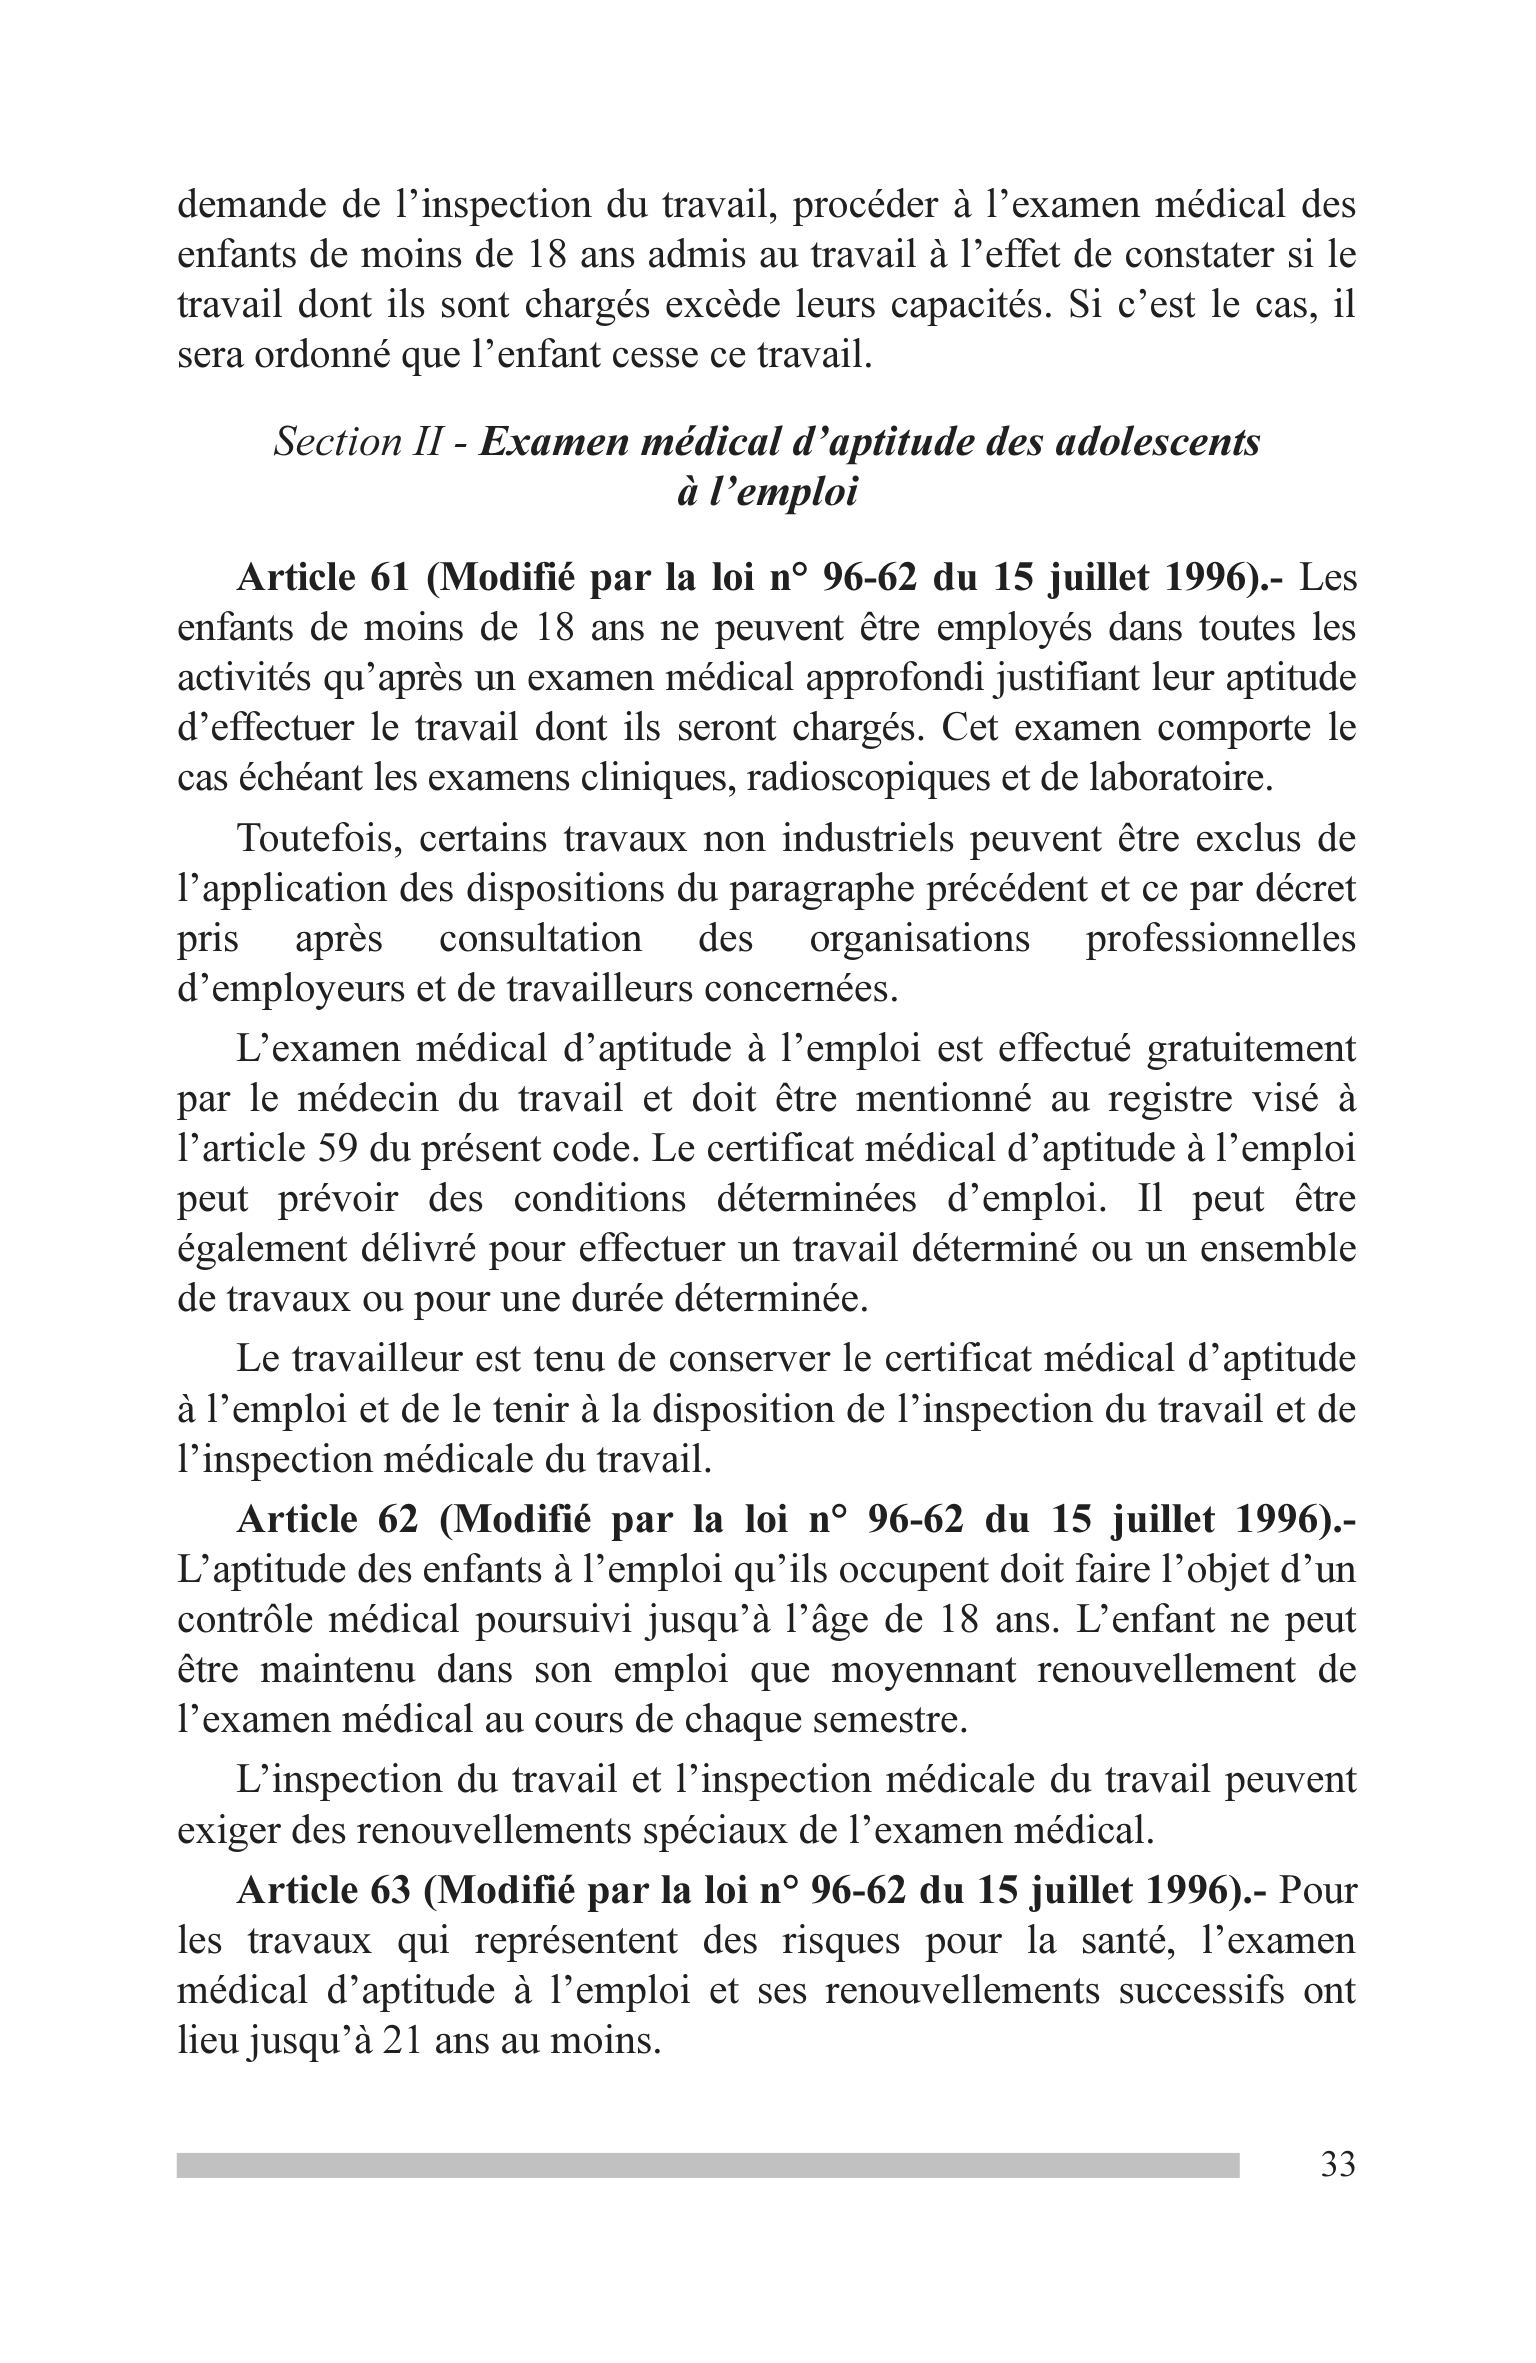 demande de l’inspection du travail, procéder à l’examen médical des
enfants de moins de 18 ans admis au travail à l’effet de constater si le
travail dont ils sont chargés excède leurs capacités. Si c’est le cas, il
sera ordonné que l’enfant cesse ce travail.
Section II - Examen médical d’aptitude des adolescents
à l’emploi
Article 61 (Modifié par la loi n° 96-62 du 15 juillet 1996).- Les
enfants de moins de 18 ans ne peuvent être employés dans toutes les
activités qu’après un examen médical approfondi justifiant leur aptitude
d’effectuer le travail dont ils seront chargés. Cet examen comporte le
cas échéant les examens cliniques, radioscopiques et de laboratoire.
Toutefois, certains travaux non industriels peuvent être exclus de
l’application des dispositions du paragraphe précédent et ce par décret
pris après consultation des organisations professionnelles
d’employeurs et de travailleurs concernées.
L’examen médical d’aptitude à l’emploi est effectué gratuitement
par le médecin du travail et doit être mentionné au registre visé à
l’article 59 du présent code. Le certificat médical d’aptitude à l’emploi
peut prévoir des conditions déterminées d’emploi. Il peut être
également délivré pour effectuer un travail déterminé ou un ensemble
de travaux ou pour une durée déterminée.
Le travailleur est tenu de conserver le certificat médical d’aptitude
à l’emploi et de le tenir à la disposition de l’inspection du travail et de
l’inspection médicale du travail.
Article 62 (Modifié par la loi n° 96-62 du 15 juillet 1996).-
L’aptitude des enfants à l’emploi qu’ils occupent doit faire l’objet d’un
contrôle médical poursuivi jusqu’à l’âge de 18 ans. L’enfant ne peut
être maintenu dans son emploi que moyennant renouvellement de
l’examen médical au cours de chaque semestre.
L’inspection du travail et l’inspection médicale du travail peuvent
exiger des renouvellements spéciaux de l’examen médical.
Article 63 (Modifié par la loi n° 96-62 du 15 juillet 1996).- Pour
les travaux qui représentent des risques pour la santé, l’examen
médical d’aptitude à l’emploi et ses renouvellements successifs ont
lieu jusqu’à 21 ans au moins.
33